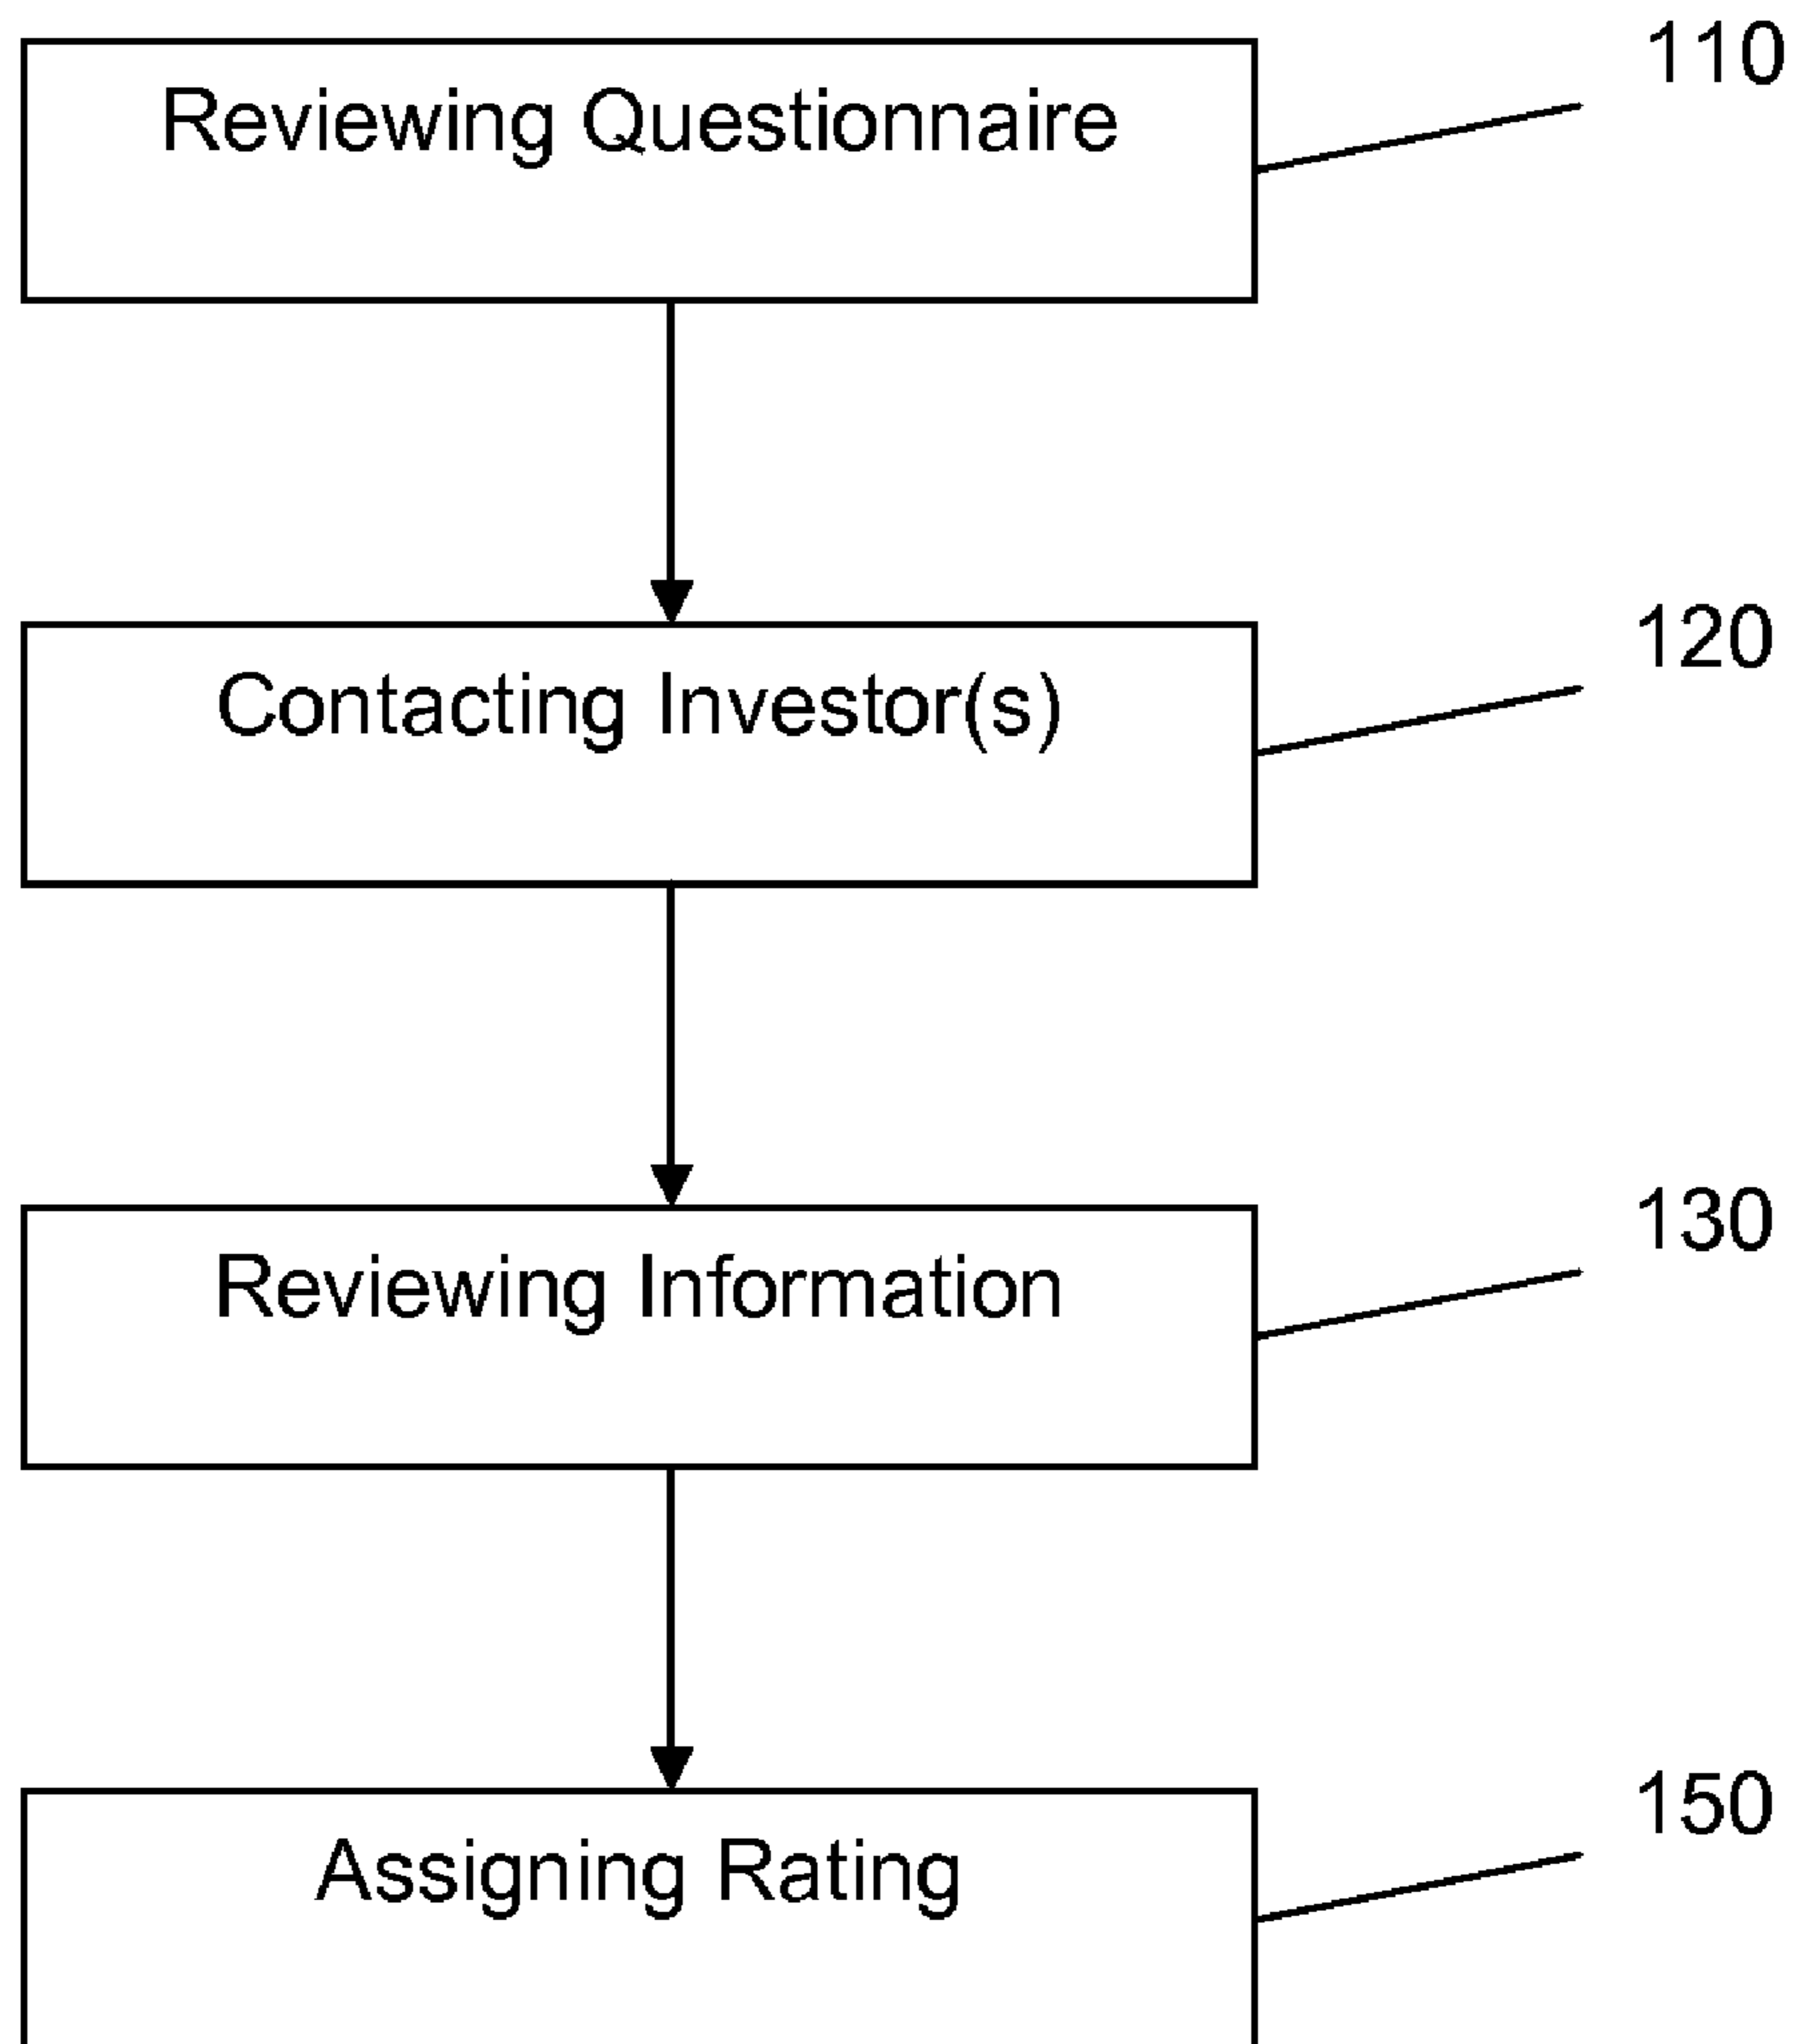 110
Reviewing Questionnaire
120
Contacting Investor(s)
130
Reviewing Information
150
Assigning Rating